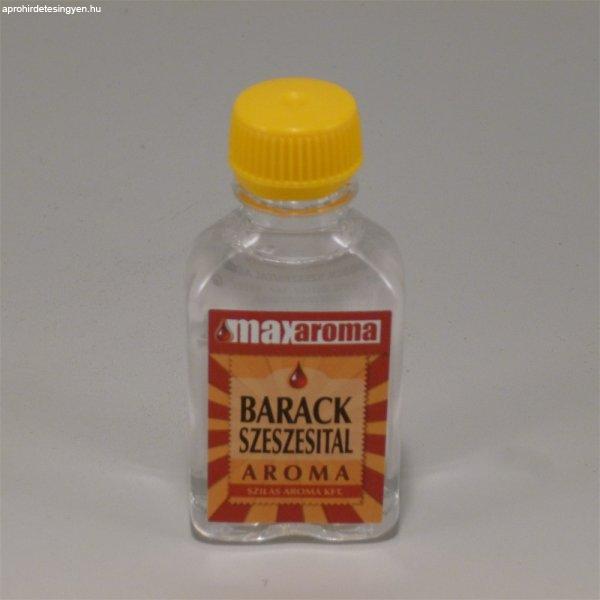 aprohirdetesingyen.hu
maxaroma
BARACK
SZESZESITAL
AROMA
SZILAS AROMA KFT.